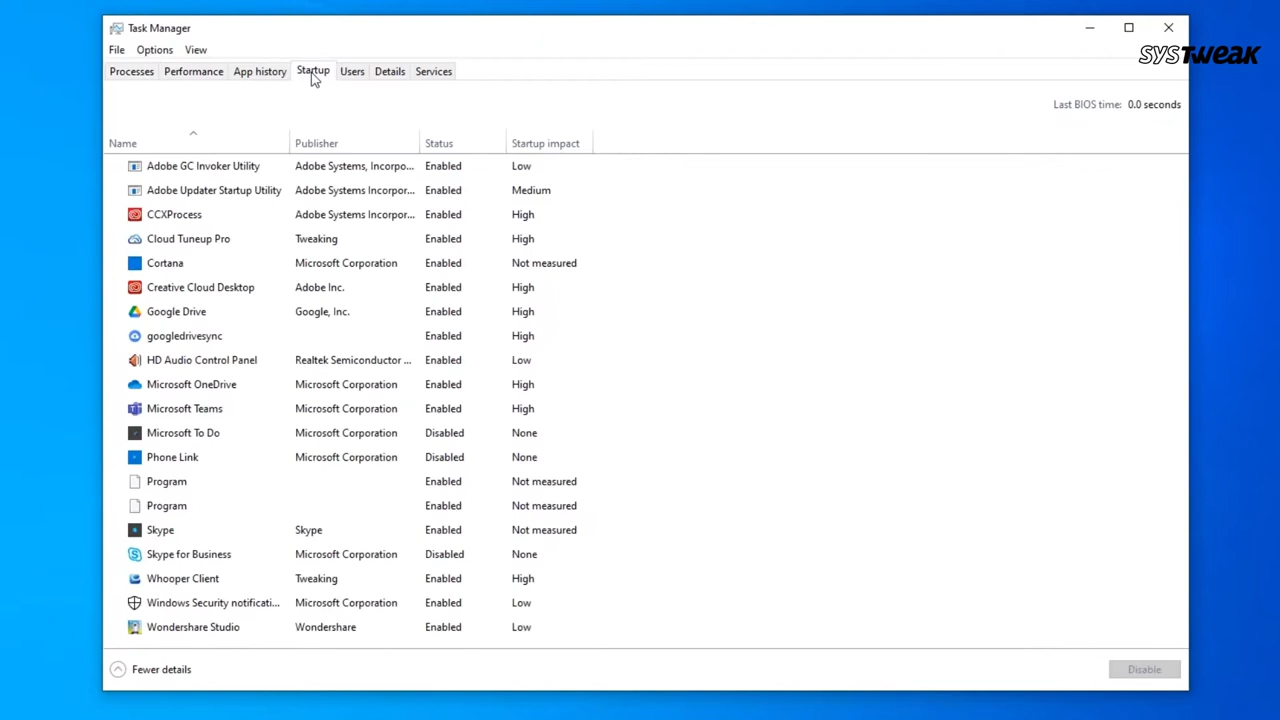 Task Manager
SYSTWEAK
File Options View
Processes Performance App history Startup Users Details Services
Last BIOS time: 0.0 seconds
Name Publisher Status Startup impact
Adobe GC Invoker Utility Adobe Systems, Incorpo... Enabled Low
Adobe Updater Startup Utility Adobe Systems Incorpor... Enabled Medium
CCXProcess Adobe Systems Incorpor... Enabled High
Cloud Tuneup Pro Tweaking Enabled High
Cortana Microsoft Corporation Enabled Not measured
Creative Cloud Desktop Adobe Inc. Enabled High
Google Drive Google, Inc. Enabled High
googledrivesync Enabled High
HD Audio Control Panel Realtek Semiconductor ... Enabled Low
Microsoft OneDrive Microsoft Corporation Enabled High
Microsoft Teams Microsoft Corporation Enabled High
Microsoft To Do Microsoft Corporation Disabled None
Phone Link Microsoft Corporation Disabled None
Program Enabled Not measured
Program Enabled Not measured
Skype Skype Enabled Not measured
Skype for Business Microsoft Corporation Disabled None
Whooper Client Tweaking Enabled High
Windows Security notificati... Microsoft Corporation Enabled Low
Wondershare Studio Wondershare Enabled Low
Fewer details Disable